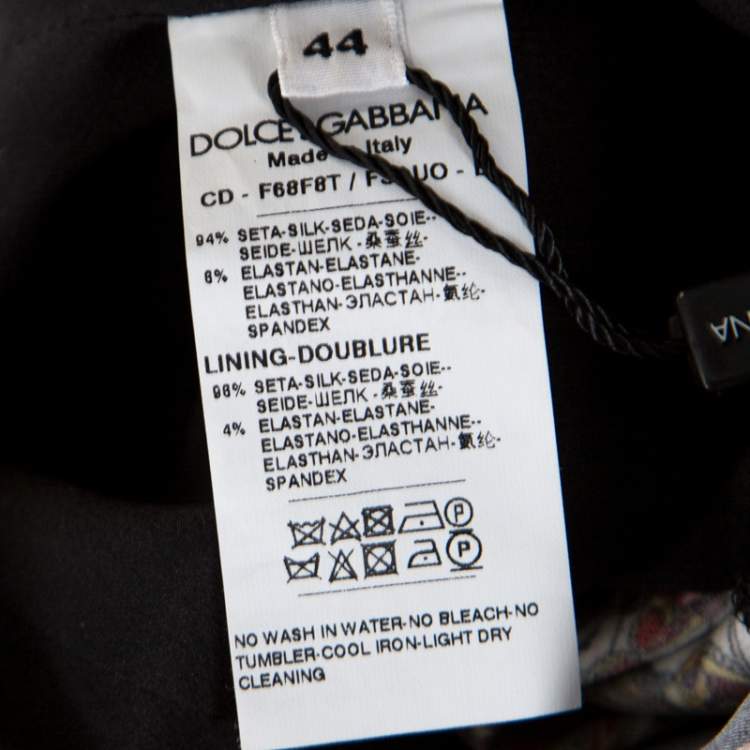 44
DOLCE GABBANA
Made Italy
CD - F68F8T /
94% SETA-SILK-SEDA-SOIE--
SEIDE-ШЕЛК -桑蚕丝-
6% ELASTAN-ELASTANE-
ELASTANO-ELASTHANNE--
ELASTHAN-ЭЛАСТАН-氨纶-
SPANDEX
LINING-DOUBLURE
96% SETA-SILK-SEDA-SOIE--
SEIDE-ШЕЛК -桑蚕丝-
4% ELASTAN-ELASTANE-
ELASTANO-ELASTHANNE--
ELASTHAN-ЭЛАСТАН-氨纶-
SPANDEX
P
P
NO WASH IN WATER-NO BLEACH-NO
TUMBLER-COOL IRON-LIGHT DRY
CLEANING